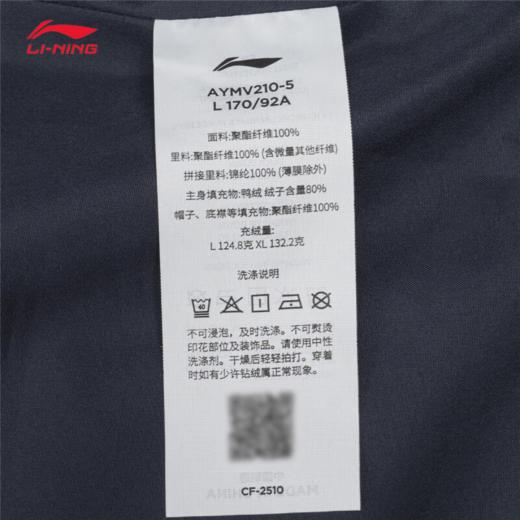 LI-NING
AYMV210-5
L 170/92A
面料:聚酯纤维100%
里料:聚酯纤维100% (含微量其他纤维)
拼接里料:锦纶100% (薄膜除外)
主身填充物:鸭绒 绒子含量80%
帽子、底襟等填充物:聚酯纤维100%
充绒量:
L 124.8克 XL 132.2克
洗涤说明
40
不可浸泡，及时洗涤。不可熨烫
印花部位及装饰品。请使用中性
洗涤剂。干燥后轻轻拍打。穿着
时如有少许钻绒属正常现象。
CF-2510